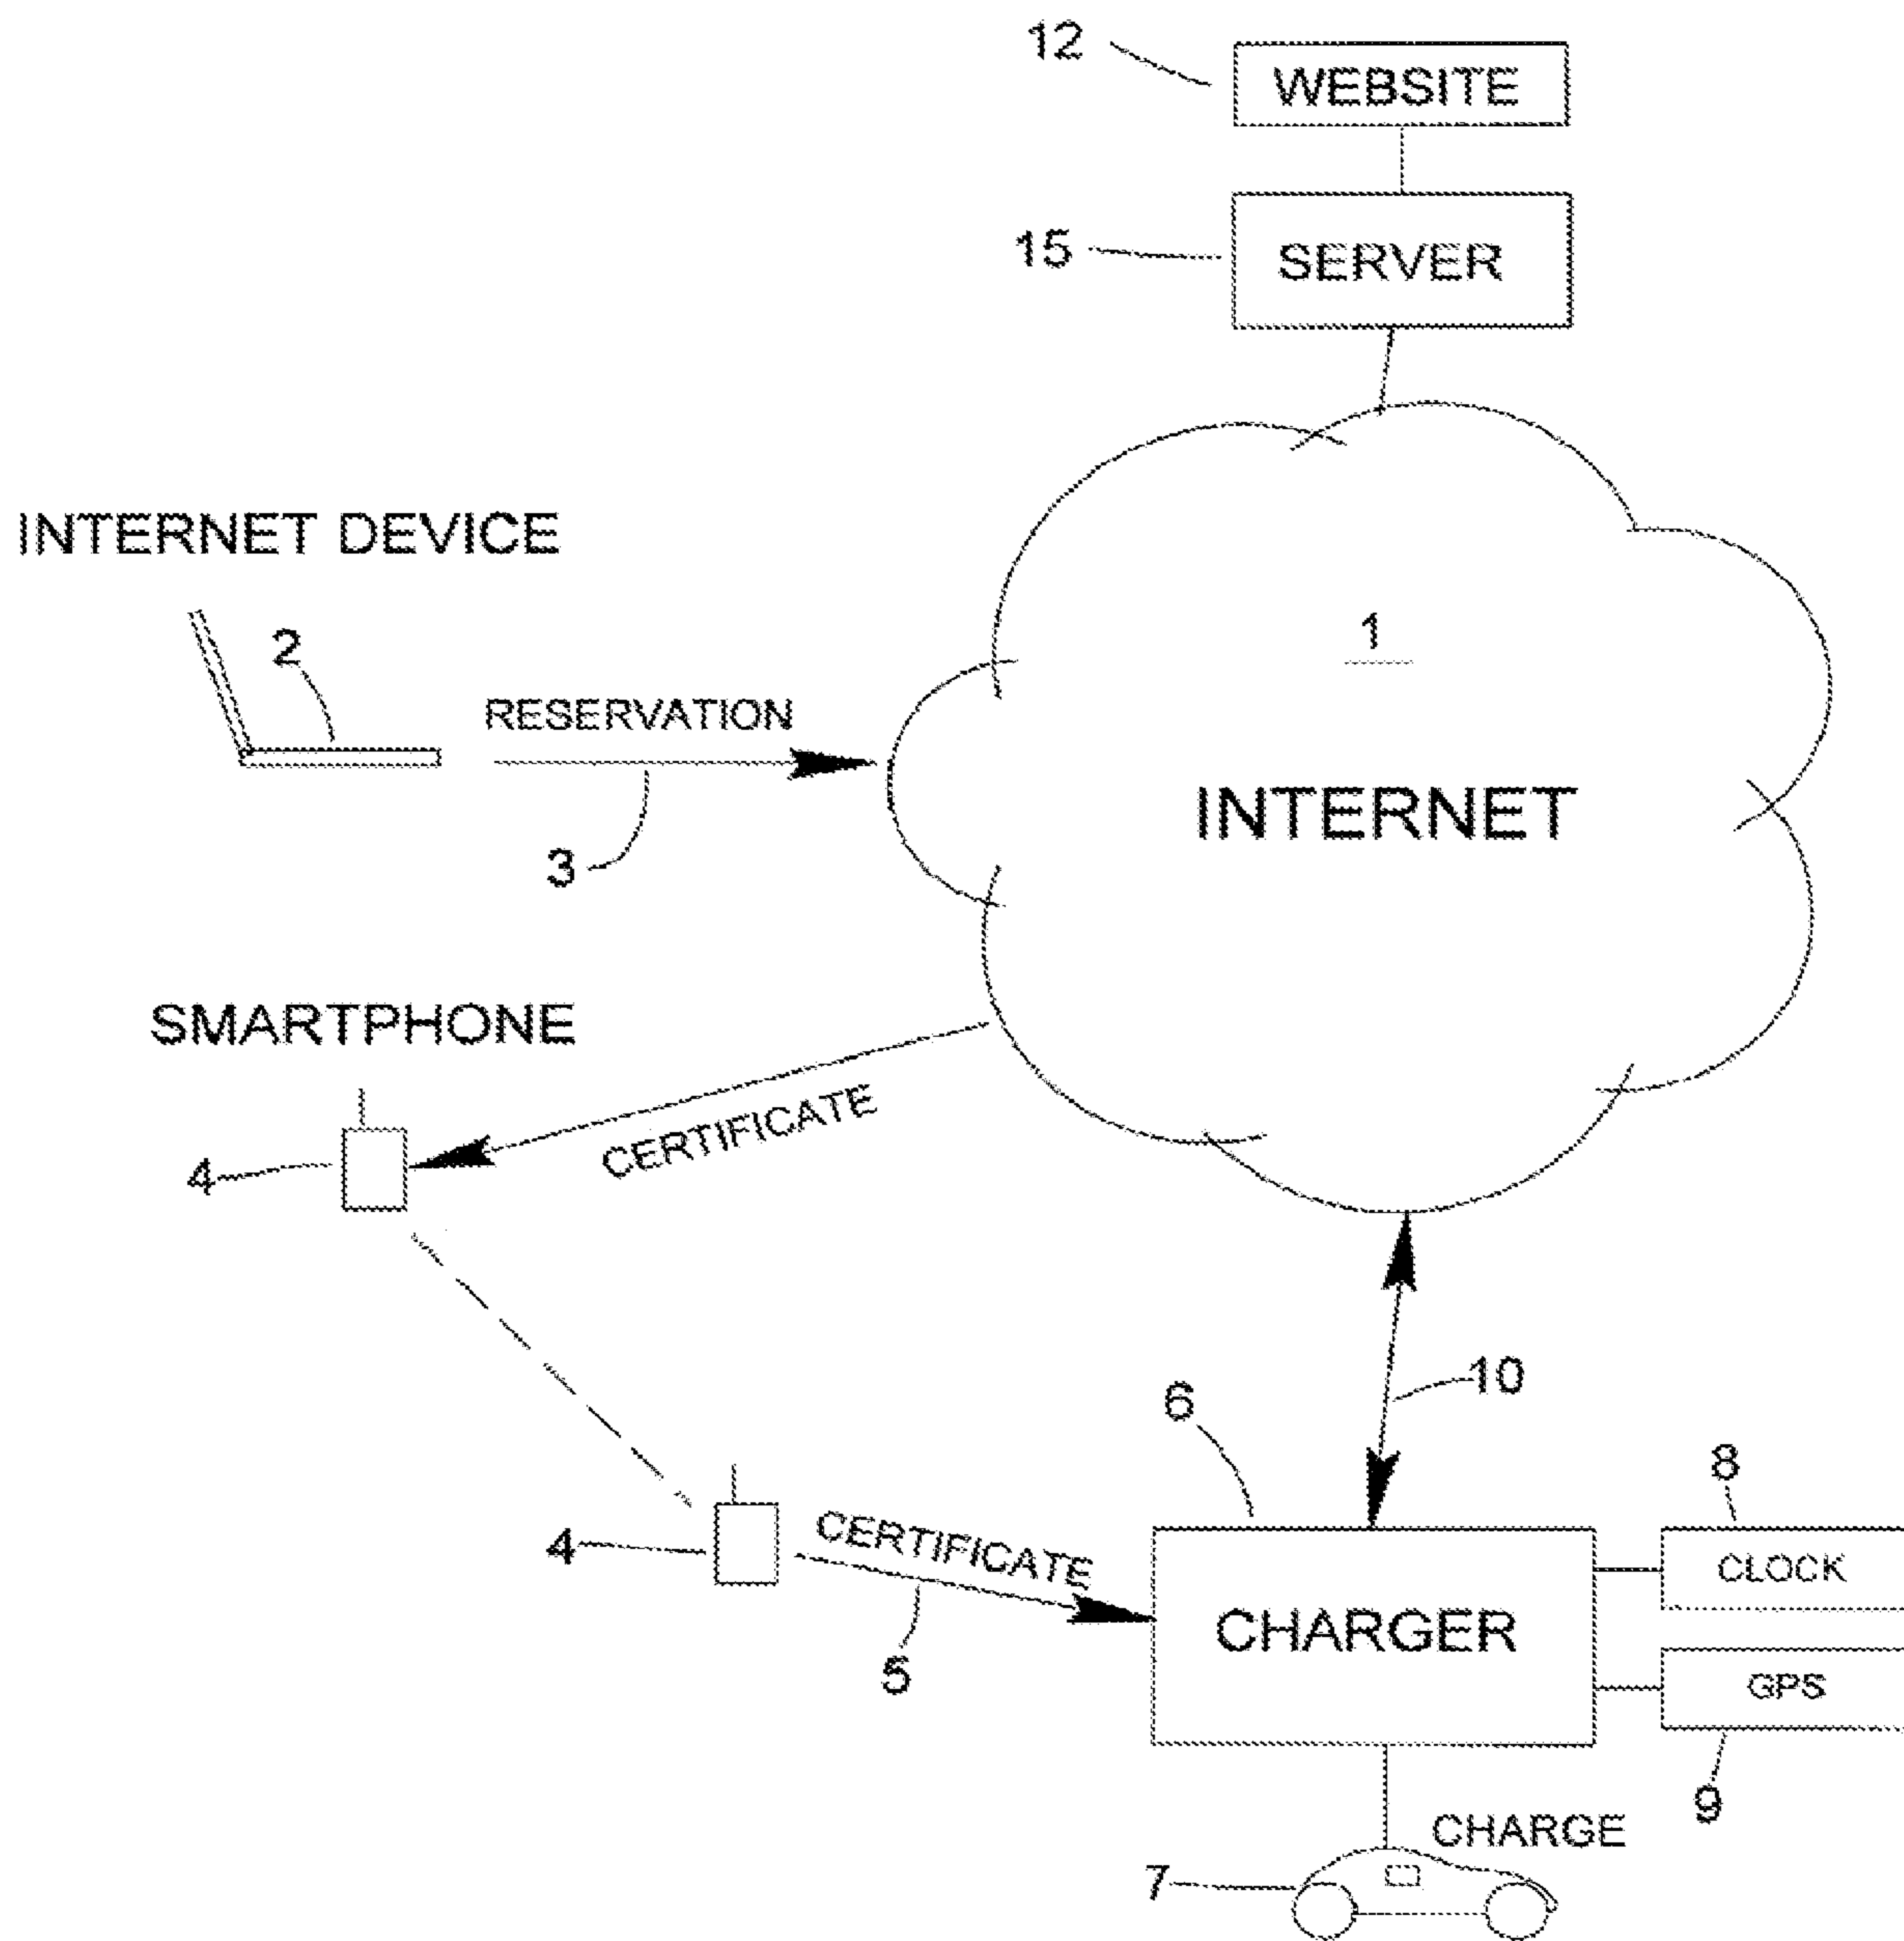 12
WEBSITE
15
SERVER
INTERNET DEVICE
2
1
RESERVATION
INTERNET
3
SMARTPHONE
CERTIFICATE
4
10
6
8
CERTIFICATE
4
CLOCK
CHARGER
5
GPS
9
CHARGE
7